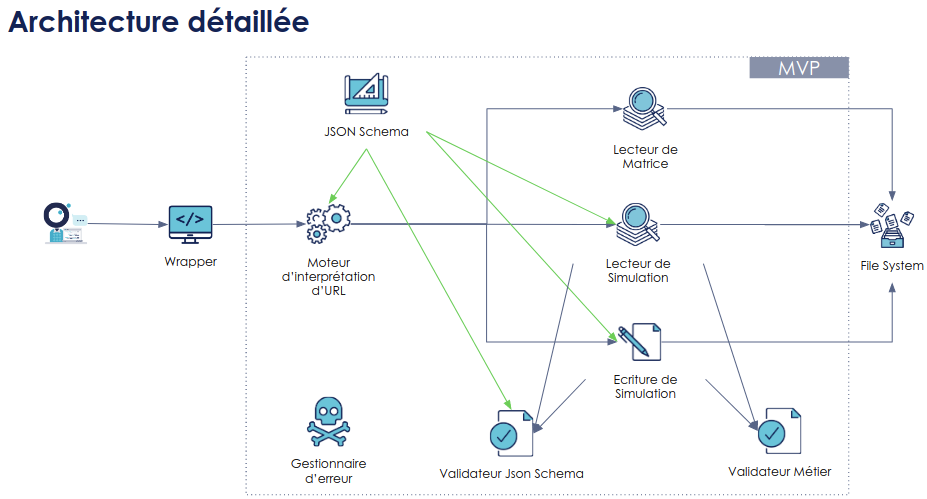 Architecture détaillée
MVP
JSON Schema
Lecteur de
Matrice
</>
Wrapper
Moteur
d'interprétation
d'URL
Lecteur de
Simulation
File System
Ecriture de
Simulation
Gestionnaire
d'erreur
Validateur Json Schema
Validateur Métier